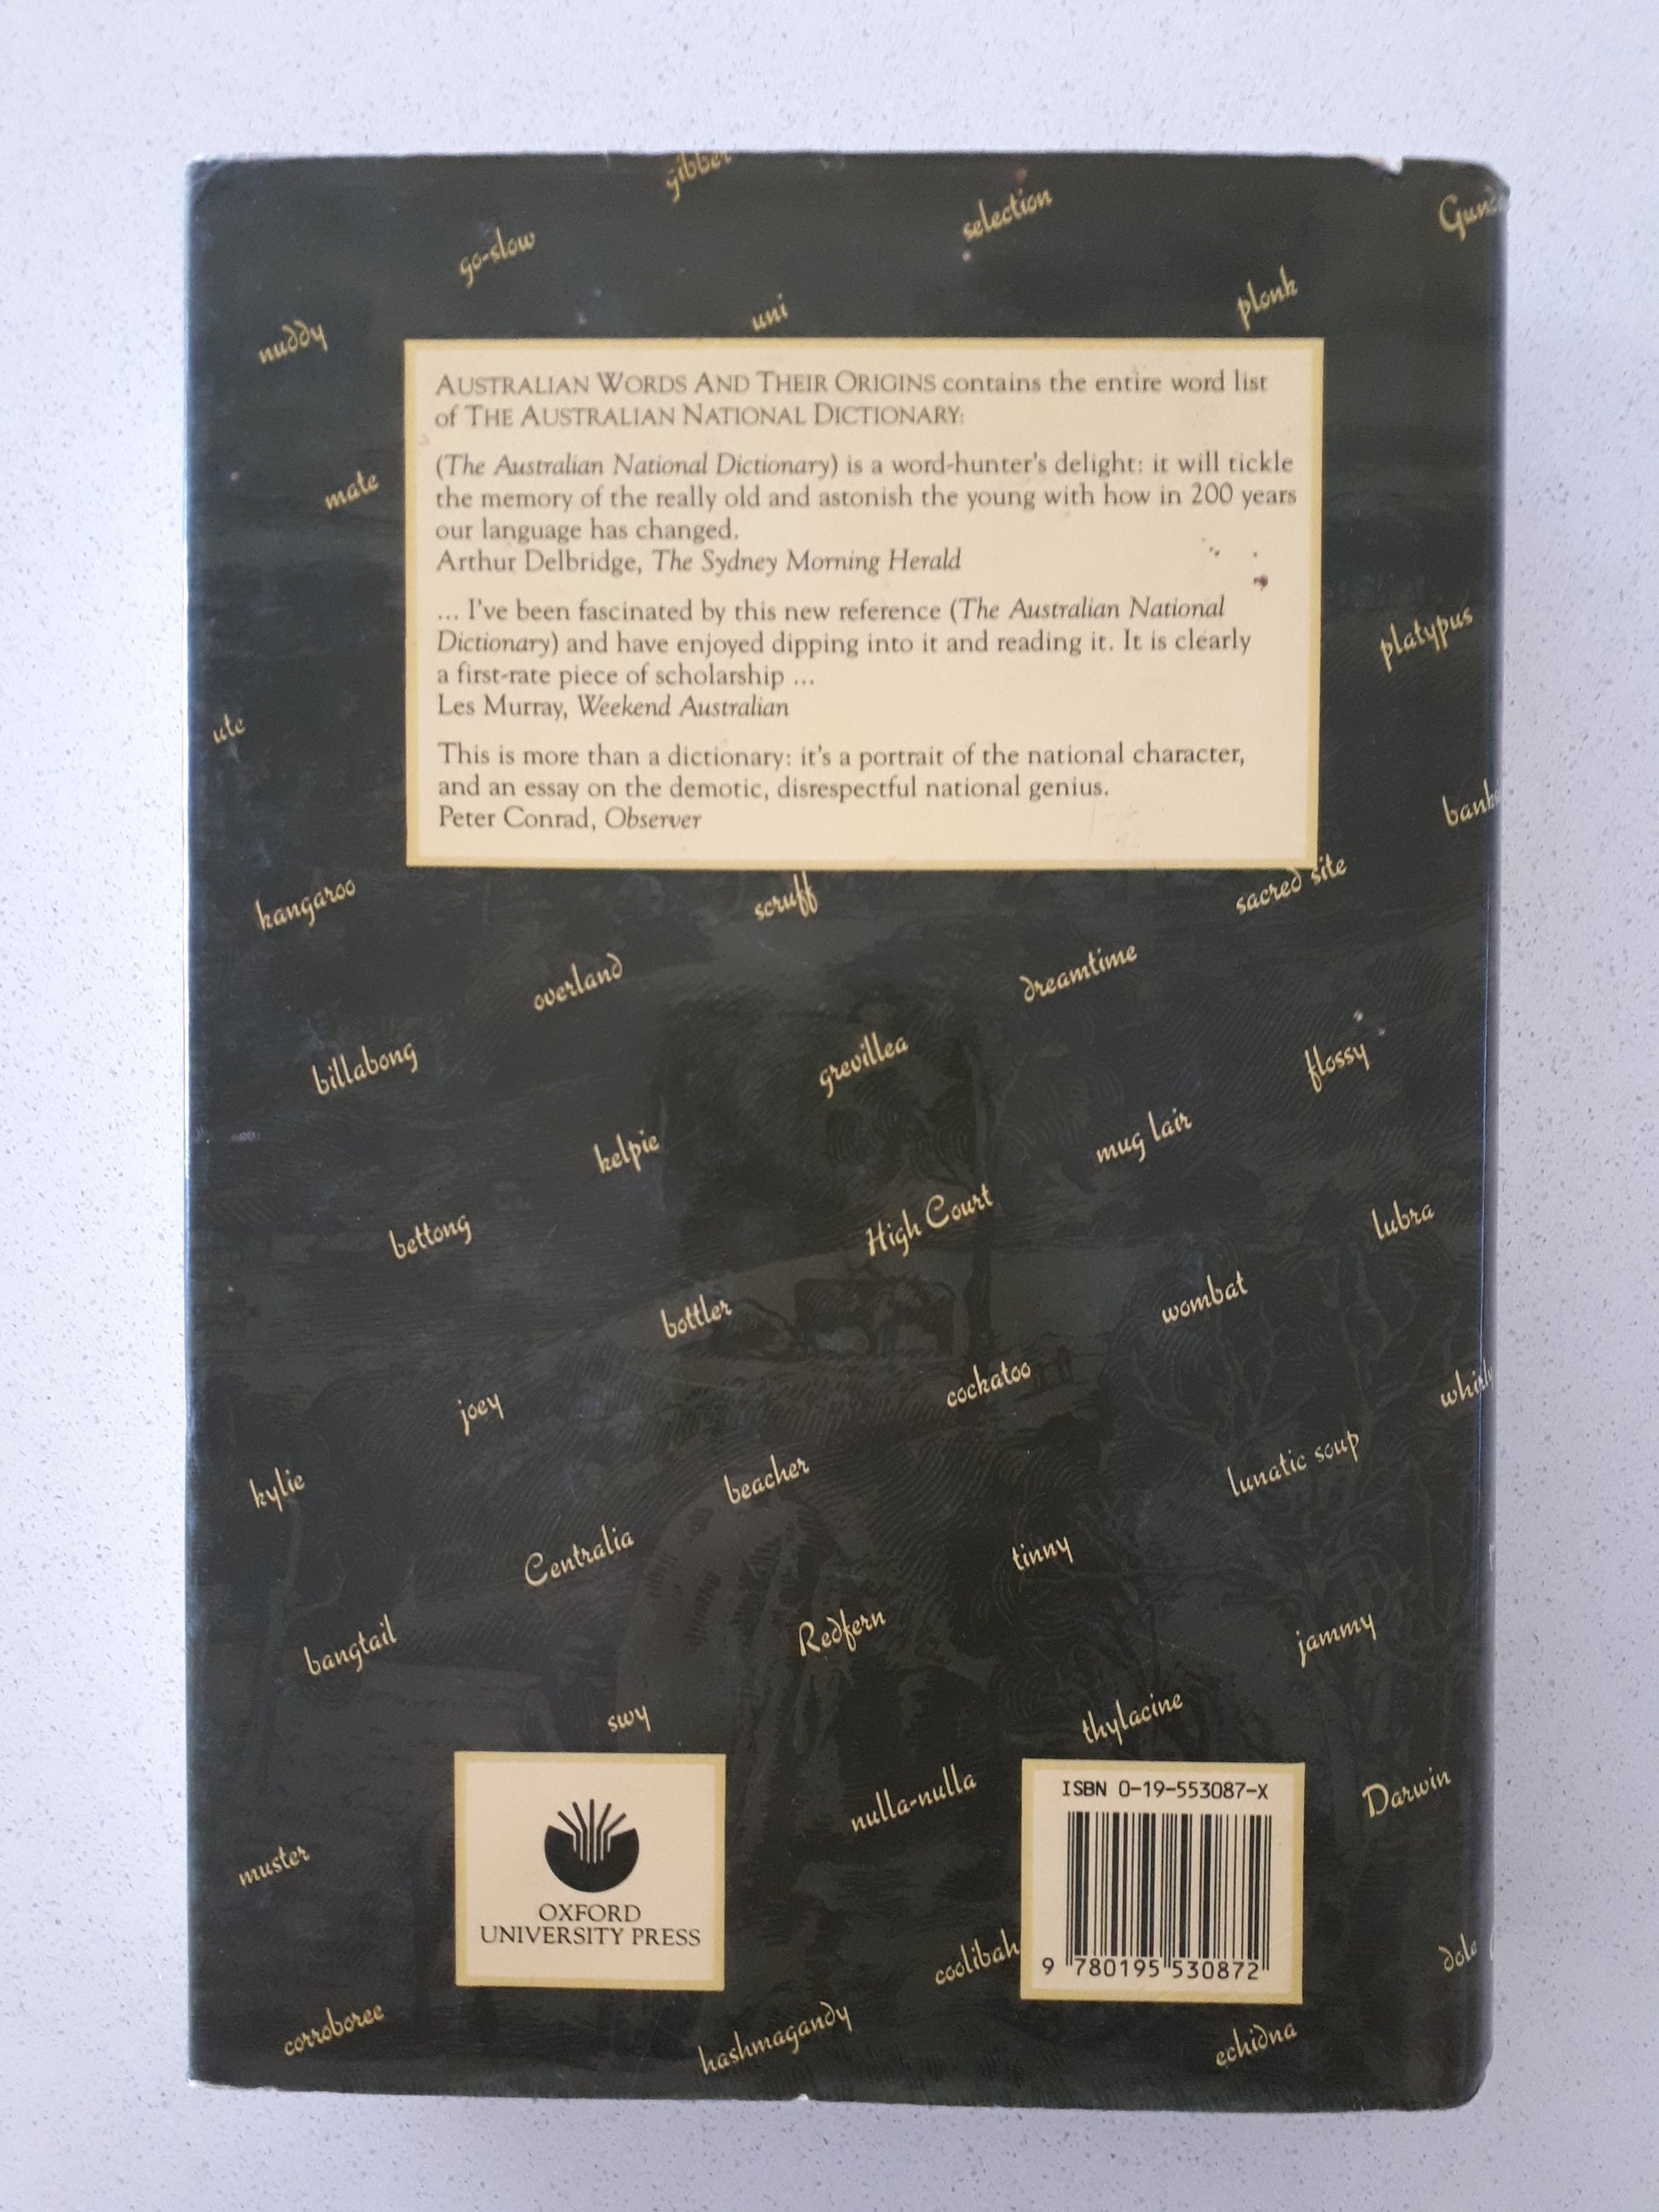 gibber
selection
go-slow
uni
plonk
nuddy
AUSTRALIAN WORDS AND THEIR ORIGINS contains the entire word list
of THE AUSTRALIAN NATIONAL DICTIONARY:
(The Australian National Dictionary) is a word-hunter's delight: it will tickle
the memory of the really old and astonish the young with how in 200 years
our language has changed.
Arthur Delbridge, The Sydney Morning Herald
... I've been fascinated by this new reference (The Australian National
Dictionary) and have enjoyed dipping into it and reading it. It is clearly
a first-rate piece of scholarship ...
Les Murray, Weekend Australian
This is more than a dictionary: it's a portrait of the national character,
and an essay on the demotic, disrespectful national genius.
Peter Conrad, Observer
mate
platypus
ute
kangaroo
scruff
sacred site
overland
dreamtime
billabong
grevillea
flossy
kelpie
mug lair
bettong
High Court
lubra
bottler
wombat
joey
cockatoo
kylie
beacher
lunatic soup
Centralia
tinny
bangtail
Redfern
jammy
swy
thylacine
nulla-nulla
Darwin
muster
OXFORD
UNIVERSITY PRESS
ISBN 0-19-553087-X
9 780195 530872
coolibah
dole
corroboree
hashmagandy
echidna